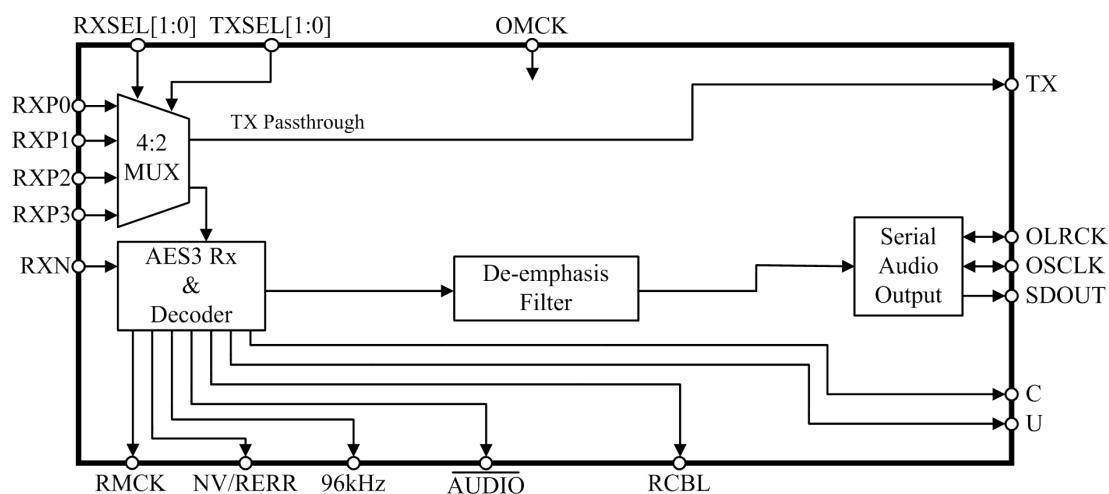 RXSEL[1:0]
TXSEL[1:0]
OMCK
RXP0
RXP1
RXP2
RXP3
RXN
4:2
MUX
TX Passthrough
TX
AES3 Rx
&
Decoder
De-emphasis
Filter
Serial
Audio
Output
OLRCK
OSCLK
SDOUT
C
U
RMCK
NV/RERR
96kHz
AUDIO
RCBL